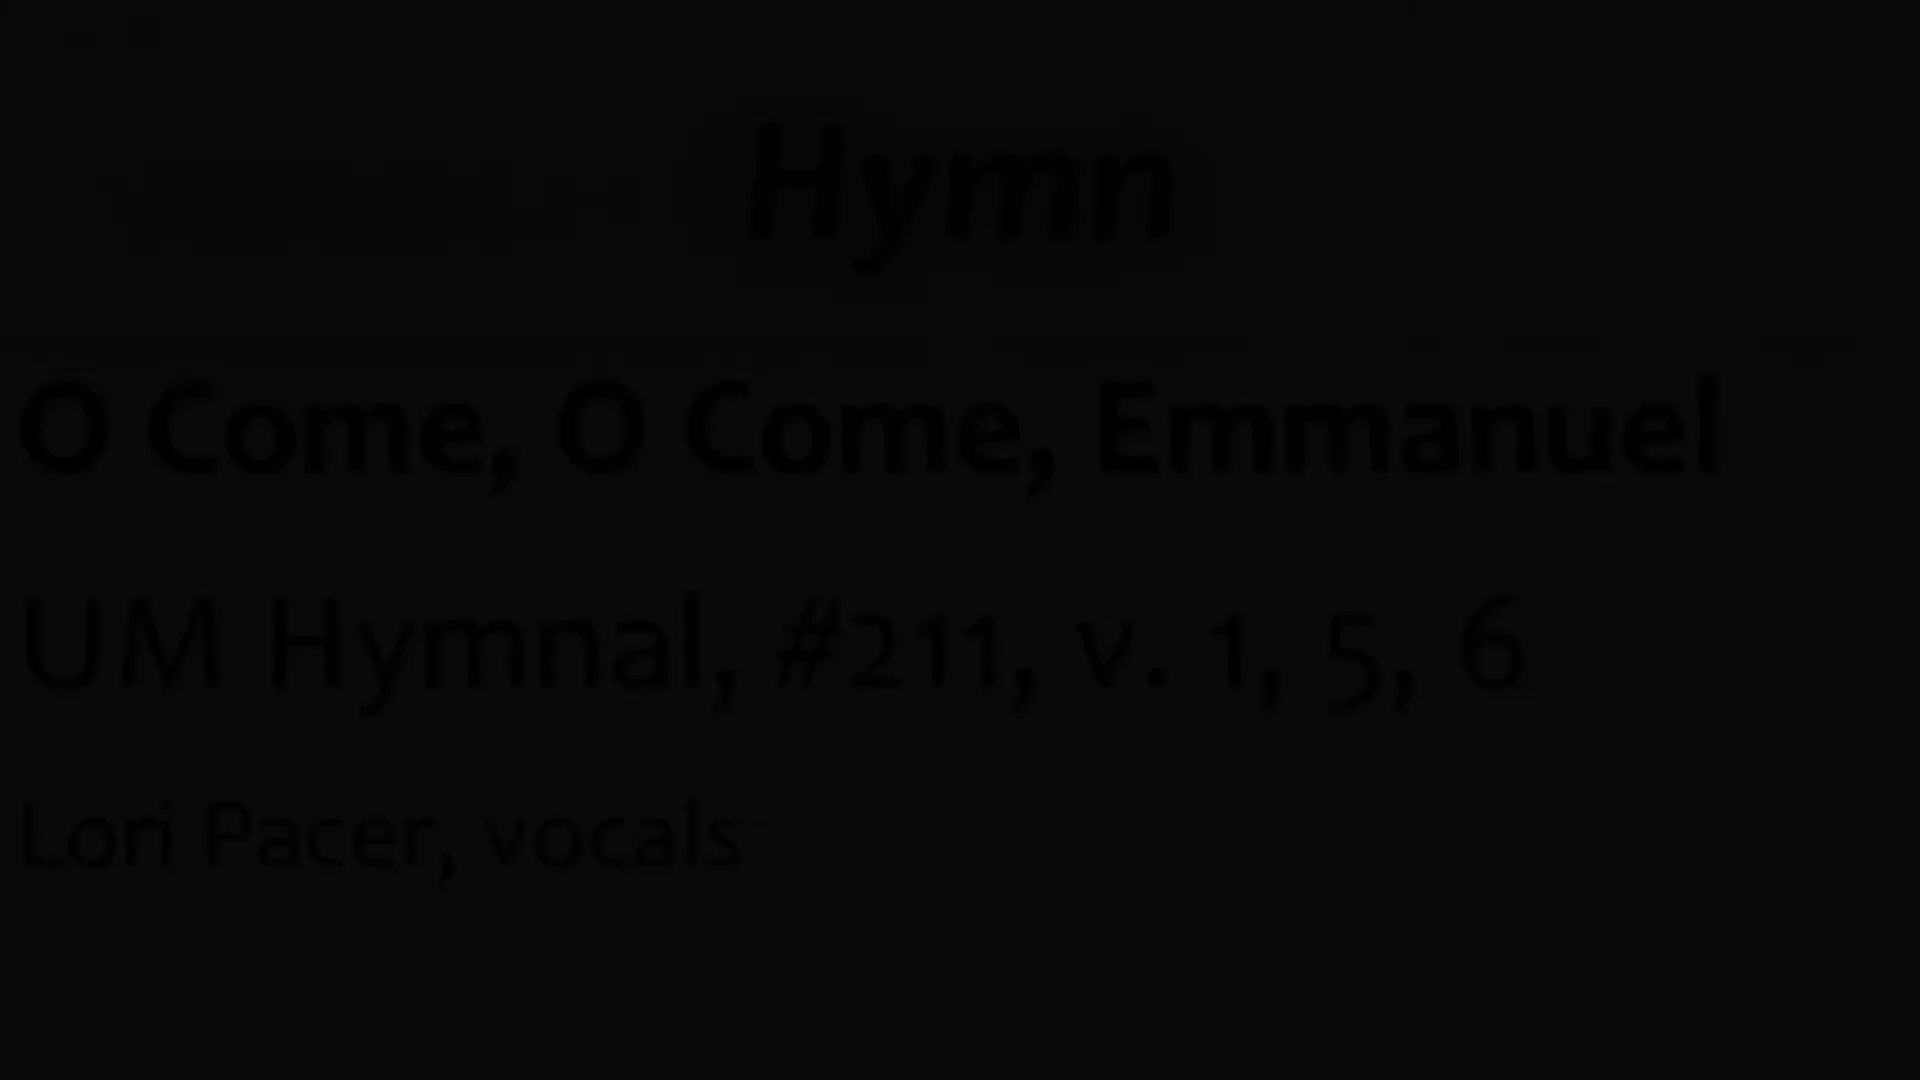 Hymn
O Come, O Come, Emmanuel
UM Hymnal, #211, v. 1, 5, 6
Lori Pacer, vocals